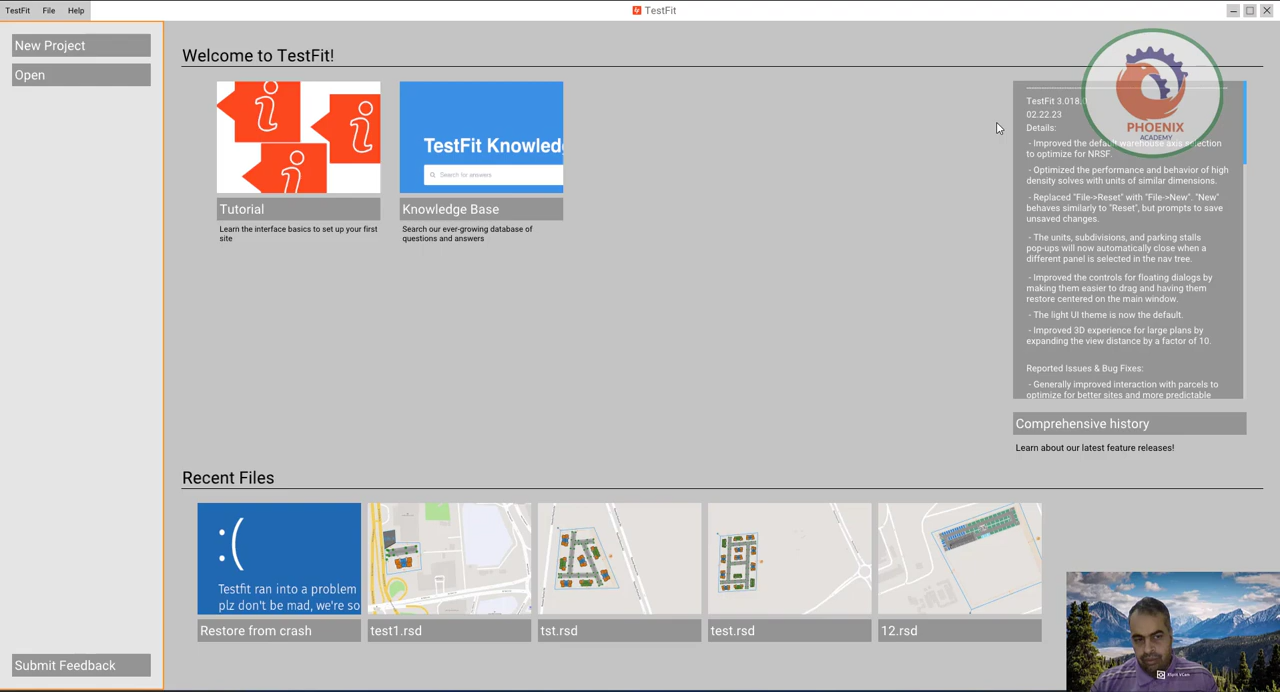 TestFit File Help
TestFit
New Project
Open
Welcome to TestFit!
TestFit Knowled
Search for answers
Tutorial
Learn the interface basics to set up your first
site
Knowledge Base
Search our ever-growing database of
questions and answers
PHOENIX
ACADEMY
TestFit 3.018.
02.22.23
Details:
- Improved the default warehouse axis selection
to optimize for NRSF.
- Optimized the performance and behavior of high
density solves with units of similar dimensions.
- Replaced "File->Reset" with "File->New". "New"
behaves similarly to "Reset", but prompts to save
unsaved changes.
- The units, subdivisions, and parking stalls
pop-ups will now automatically close when a
different panel is selected in the nav tree.
- Improved the controls for floating dialogs by
making them easier to drag and having them
restore centered on the main window.
- The light UI theme is now the default.
- Improved 3D experience for large plans by
expanding the view distance by a factor of 10.
Reported Issues & Bug Fixes:
- Generally improved interaction with parcels to
optimize for better sites and more predictable
Comprehensive history
Learn about our latest feature releases!
Recent Files
:(
Testfit ran into a problem
plz don't be mad, we're so
Restore from crash
test1.rsd
tst.rsd
test.rsd
12.rsd
Submit Feedback